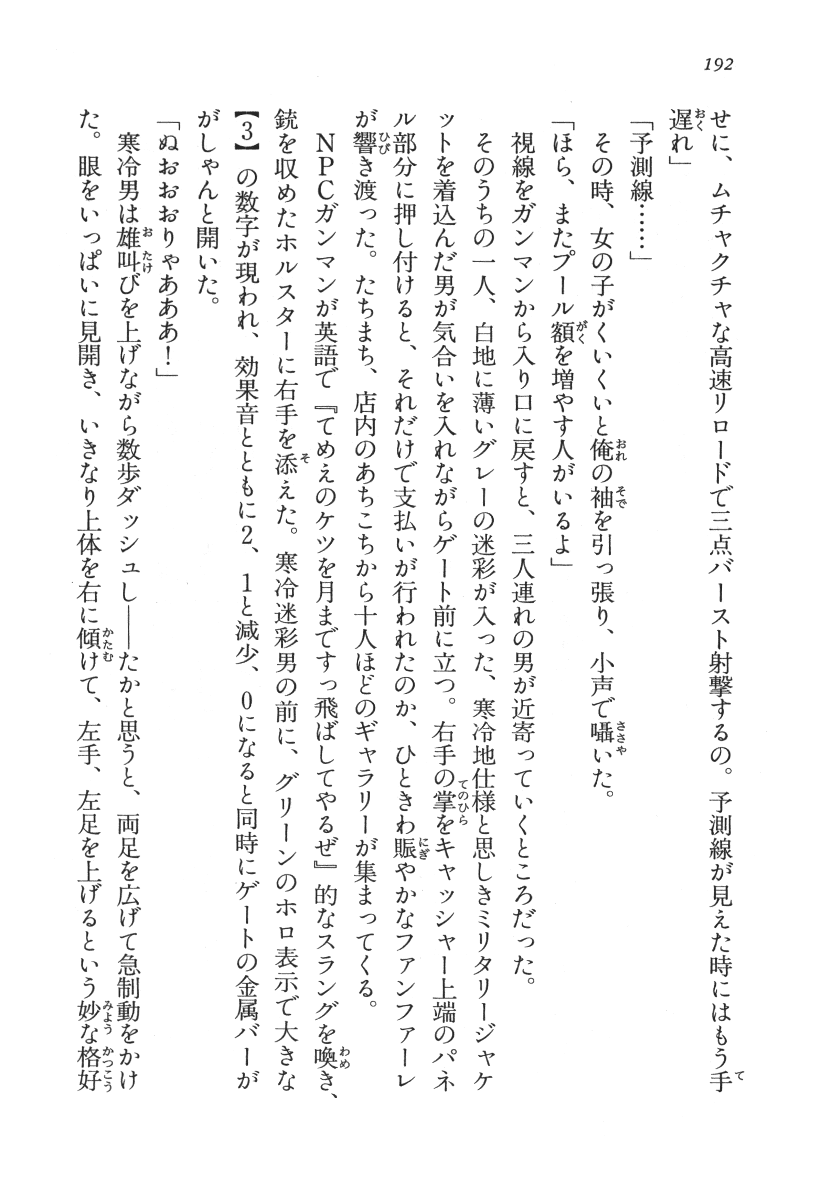 192
せに、ムチャクチャな高速リロードで三点バースト射撃するの。予測線が見えた時にはもう手
遅れ」
「予測線……」
その時、女の子がくいくいと俺の袖を引っ張り、小声で囁いた。
「ほら、またプール額を増やす人がいるよ」
視線をガンマンから入り口に戻すと、三人連れの男が近寄っていくところだった。
そのうちの一人、白地に薄いグレーの迷彩が入った、寒冷地仕様と思しきミリタリージャケ
ットを着込んだ男が気合いを入れながらゲート前に立つ。右手の掌をキャッシャー上端のパネ
ル部分に押し付けると、それだけで支払いが行われたのか、ひときわ賑やかなファンファーレ
が響き渡った。たちまち、店内のあちこちから十人ほどのギャラリーが集まってくる。
NPCガンマンが英語で『てめえのケツを月まですっ飛ばしてやるぜ』的なスラングを喚き、
銃を収めたホルスターに右手を添えた。寒冷迷彩男の前に、グリーンのホロ表示で大きな
【3】の数字が現われ、効果音とともに2、1と減少、0になると同時にゲートの金属バーが
がしゃんと開いた。
「ぬぉおおりゃあああ！」
寒冷男は雄叫びを上げながら数歩ダッシュし――たかと思うと、両足を広げて急制動をかけ
た。眼をいっぱいに見開き、いきなり上体を右に傾けて、左手、左足を上げるという妙な格好